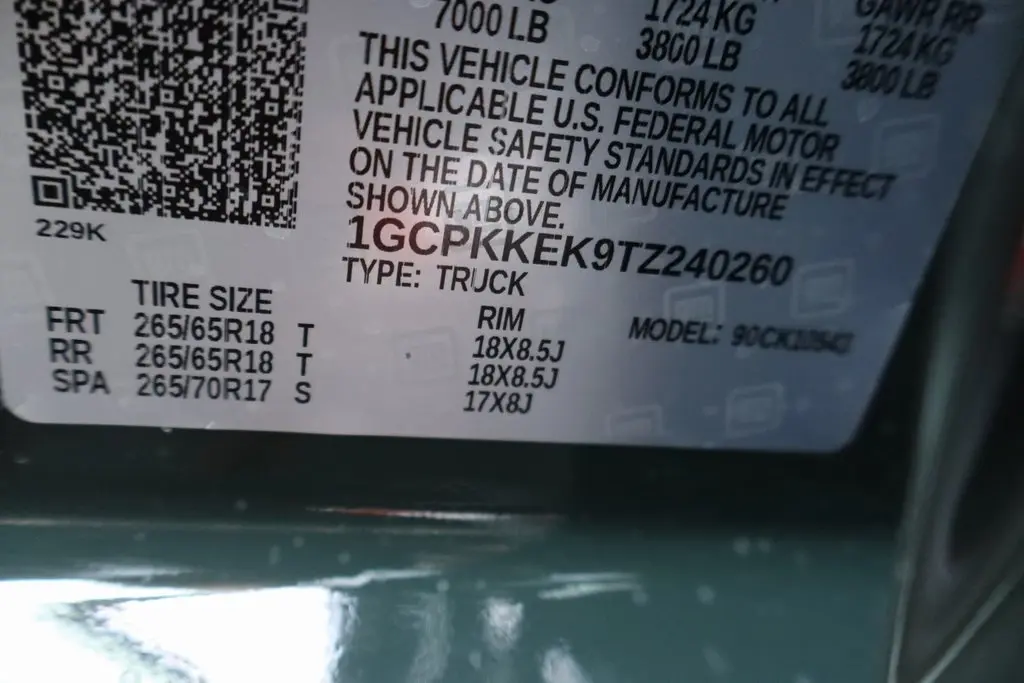 7000 LB
1724 KG
3800 LB
GAWR RR
1724 KG
3800 LB
THIS VEHICLE CONFORMS TO ALL
APPLICABLE U.S. FEDERAL MOTOR
VEHICLE SAFETY STANDARDS IN EFFECT
ON THE DATE OF MANUFACTURE
SHOWN ABOVE.
229K
1GCPKKEK9TZ240260
TYPE: TRUCK
TIRE SIZE RIM MODEL:
FRT 265/65R18 T 18X8.5J
RR 265/65R18 T 18X8.5J
SPA 265/70R17 S 17X8J